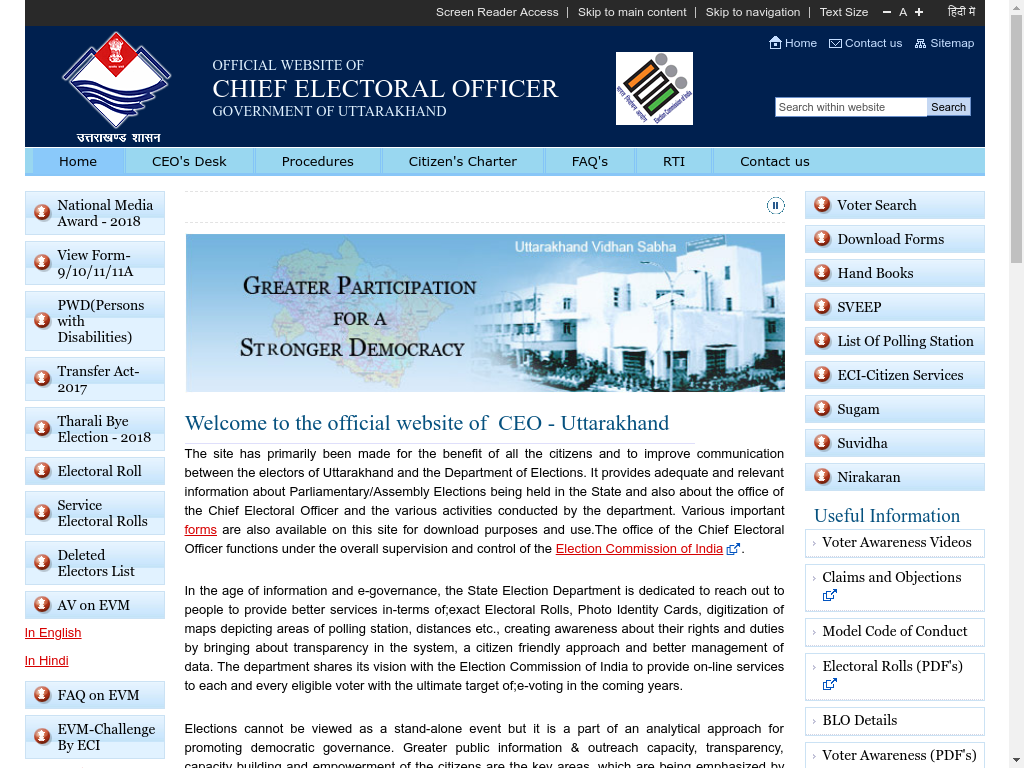 Screen Reader Access | Skip to main content | Skip to navigation | Text Size − A + हिंदी में
उत्तराखण्ड शासन
OFFICIAL WEBSITE OF
CHIEF ELECTORAL OFFICER
GOVERNMENT OF UTTARAKHAND
Home Contact us Sitemap
Search within website Search
Home CEO's Desk Procedures Citizen's Charter FAQ's RTI Contact us
National Media
Award - 2018
View Form-
9/10/11/11A
PWD(Persons
with
Disabilities)
Transfer Act-
2017
Tharali Bye
Election - 2018
Electoral Roll
Service
Electoral Rolls
Deleted
Electors List
AV on EVM
In English
In Hindi
FAQ on EVM
EVM-Challenge
By ECI
Uttarakhand Vidhan Sabha
GREATER PARTICIPATION
FOR A
STRONGER DEMOCRACY
Welcome to the official website of CEO - Uttarakhand
The site has primarily been made for the benefit of all the citizens and to improve communication
between the electors of Uttarakhand and the Department of Elections. It provides adequate and relevant
information about Parliamentary/Assembly Elections being held in the State and also about the office of
the Chief Electoral Officer and the various activities conducted by the department. Various important
forms are also available on this site for download purposes and use.The office of the Chief Electoral
Officer functions under the overall supervision and control of the Election Commission of India .
In the age of information and e-governance, the State Election Department is dedicated to reach out to
people to provide better services in-terms of;exact Electoral Rolls, Photo Identity Cards, digitization of
maps depicting areas of polling station, distances etc., creating awareness about their rights and duties
by bringing about transparency in the system, a citizen friendly approach and better management of
data. The department shares its vision with the Election Commission of India to provide on-line services
to each and every eligible voter with the ultimate target of;e-voting in the coming years.
Elections cannot be viewed as a stand-alone event but it is a part of an analytical approach for
promoting democratic governance. Greater public information & outreach capacity, transparency,
capacity building and empowerment of the citizens are the key areas, which are being emphasized by
Voter Search
Download Forms
Hand Books
SVEEP
List Of Polling Station
ECI-Citizen Services
Sugam
Suvidha
Nirakaran
Useful Information
Voter Awareness Videos
Claims and Objections
Model Code of Conduct
Electoral Rolls (PDF's)
BLO Details
Voter Awareness (PDF's)